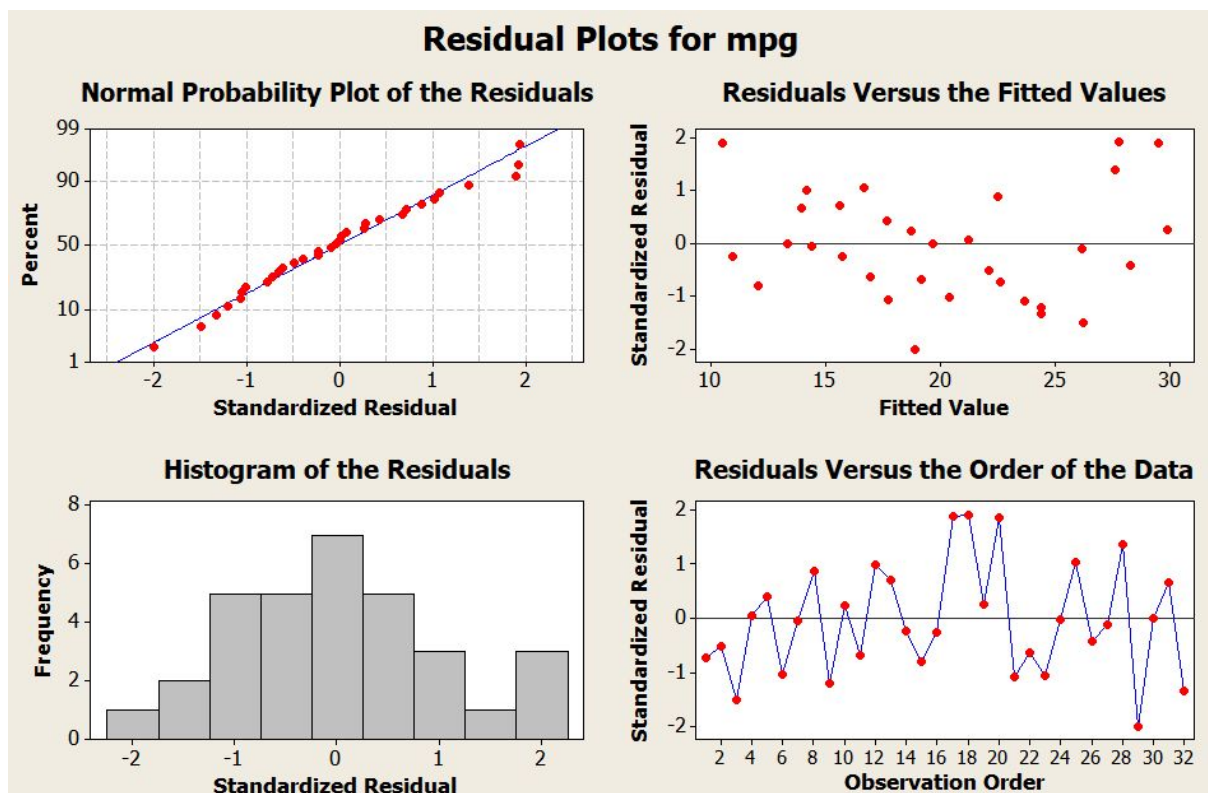 Residual Plots for mpg
Normal Probability Plot of the Residuals
99
90
50
10
1
Percent
-2 -1 0 1 2
Standardized Residual
Residuals Versus the Fitted Values
2
1
0
-1
-2
Standardized Residual
10 15 20 25 30
Fitted Value
Histogram of the Residuals
8
6
4
2
0
Frequency
-2 -1 0 1 2
Standardized Residual
Residuals Versus the Order of the Data
2
1
0
-1
-2
Standardized Residual
2 4 6 8 10 12 14 16 18 20 22 24 26 28 30 32
Observation Order